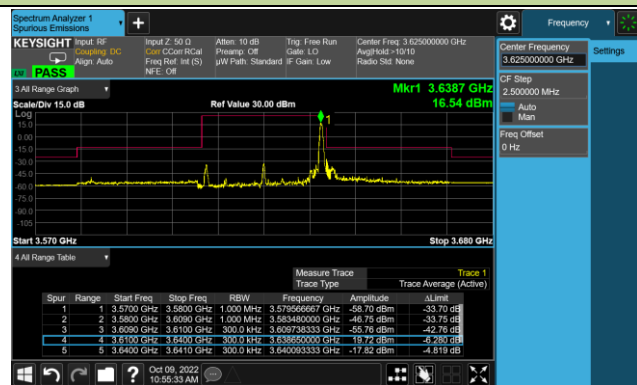 Spectrum Analyzer 1
Spurious Emissions
Frequency
KEYSIGHT
Input: RF
Coupling: DC
Align: Auto
Input Z: 50 Ω
Corr CCorr RCal
Freq Ref: Int (S)
NFE: Off
Atten: 10 dB
Preamp: Off
µW Path: Standard
Trig: Free Run
Gate: LO
IF Gain: Low
Center Freq: 3.625000000 GHz
Avg|Hold:>10/10
Radio Std: None
PASS
Center Frequency
3.625000000 GHz
Settings
CF Step
2.500000 MHz
Auto
Man
Freq Offset
0 Hz
3 All Range Graph
Mkr1 3.6387 GHz
Scale/Div 15.0 dB
Ref Value 30.00 dBm
16.54 dBm
Log
1
15.0
0.00
-15.0
-30.0
-45.0
-60.0
-75.0
-90.0
-105
Start 3.570 GHz
Stop 3.680 GHz
4 All Range Table
Measure Trace Trace 1
Trace Type Trace Average (Active)
Spur Range Start Freq Stop Freq RBW Frequency Amplitude ΔLimit
1 1 3.5700 GHz 3.5800 GHz 1.000 MHz 3.579566667 GHz -58.70 dBm -33.70 dB
2 2 3.5800 GHz 3.6090 GHz 1.000 MHz 3.583480000 GHz -46.75 dBm -33.75 dB
3 3 3.6090 GHz 3.6100 GHz 300.0 kHz 3.609738333 GHz -55.76 dBm -42.76 dB
4 4 3.6100 GHz 3.6400 GHz 300.0 kHz 3.638650000 GHz 19.72 dBm -6.280 dB
5 5 3.6400 GHz 3.6410 GHz 300.0 kHz 3.640093333 GHz -17.82 dBm -4.819 dB
?
Oct 09, 2022
10:55:33 AM